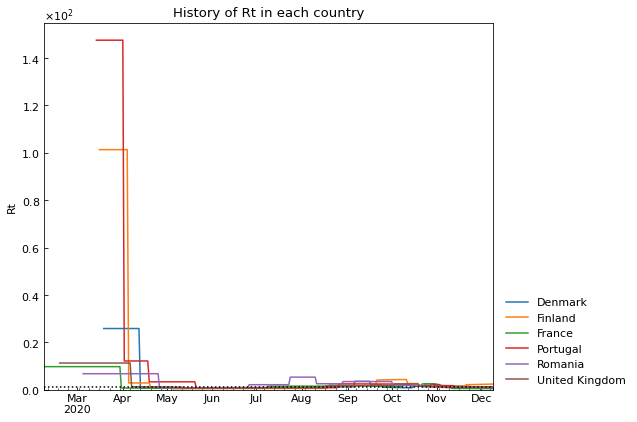 History of Rt in each country
×10²
1.4
1.2
1.0
0.8
0.6
0.4
0.2
0.0
Rt
Mar Apr May Jun Jul Aug Sep Oct Nov Dec
2020
Denmark
Finland
France
Portugal
Romania
United Kingdom